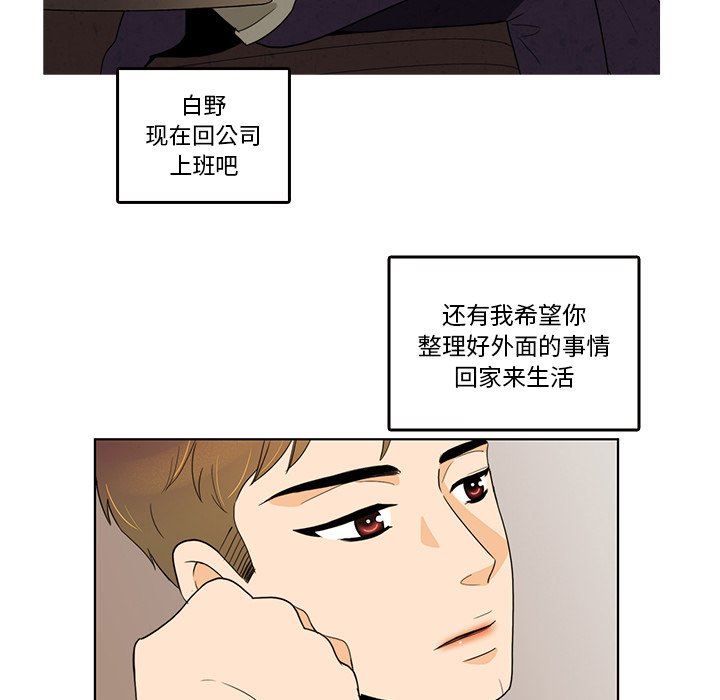 白野
现在回公司
上班吧
还有我希望你
整理好外面的事情
回家来生活